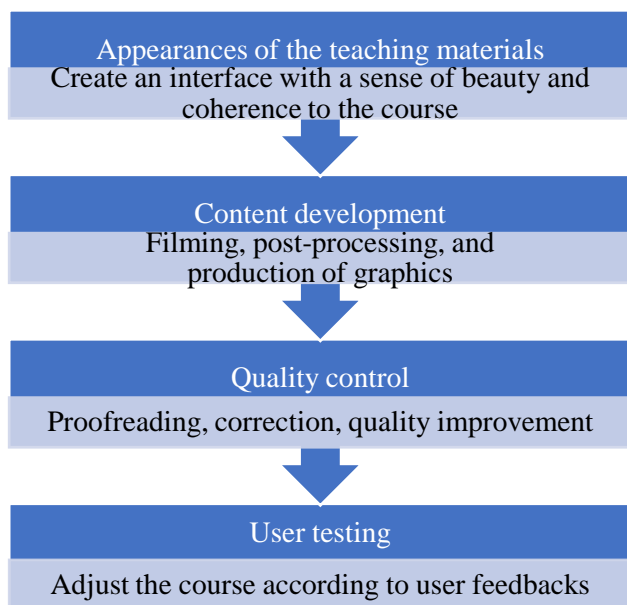 Appearances of the teaching materials
Create an interface with a sense of beauty and
coherence to the course
Content development
Filming, post-processing, and
production of graphics
Quality control
Proofreading, correction, quality improvement
User testing
Adjust the course according to user feedbacks